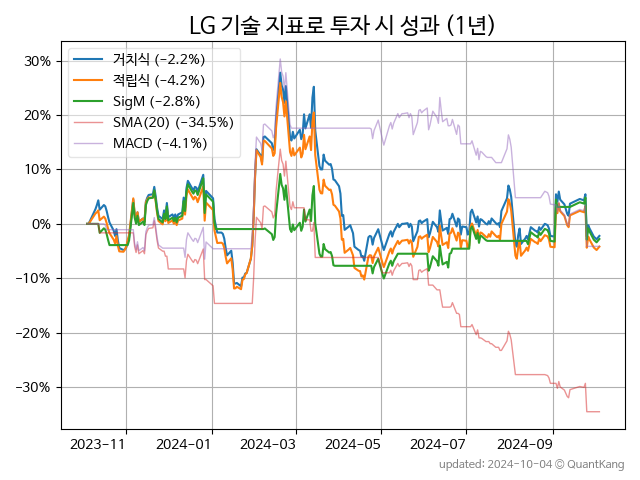 LG 기술 지표로 투자 시 성과 (1년)
거치식 (−2.2%)
적립식 (−4.2%)
SigM (−2.8%)
SMA(20) (−34.5%)
MACD (−4.1%)
30%
20%
10%
0%
−10%
−20%
−30%
2023-11 2024-01 2024-03 2024-05 2024-07 2024-09
updated: 2024-10-04 © QuantKang